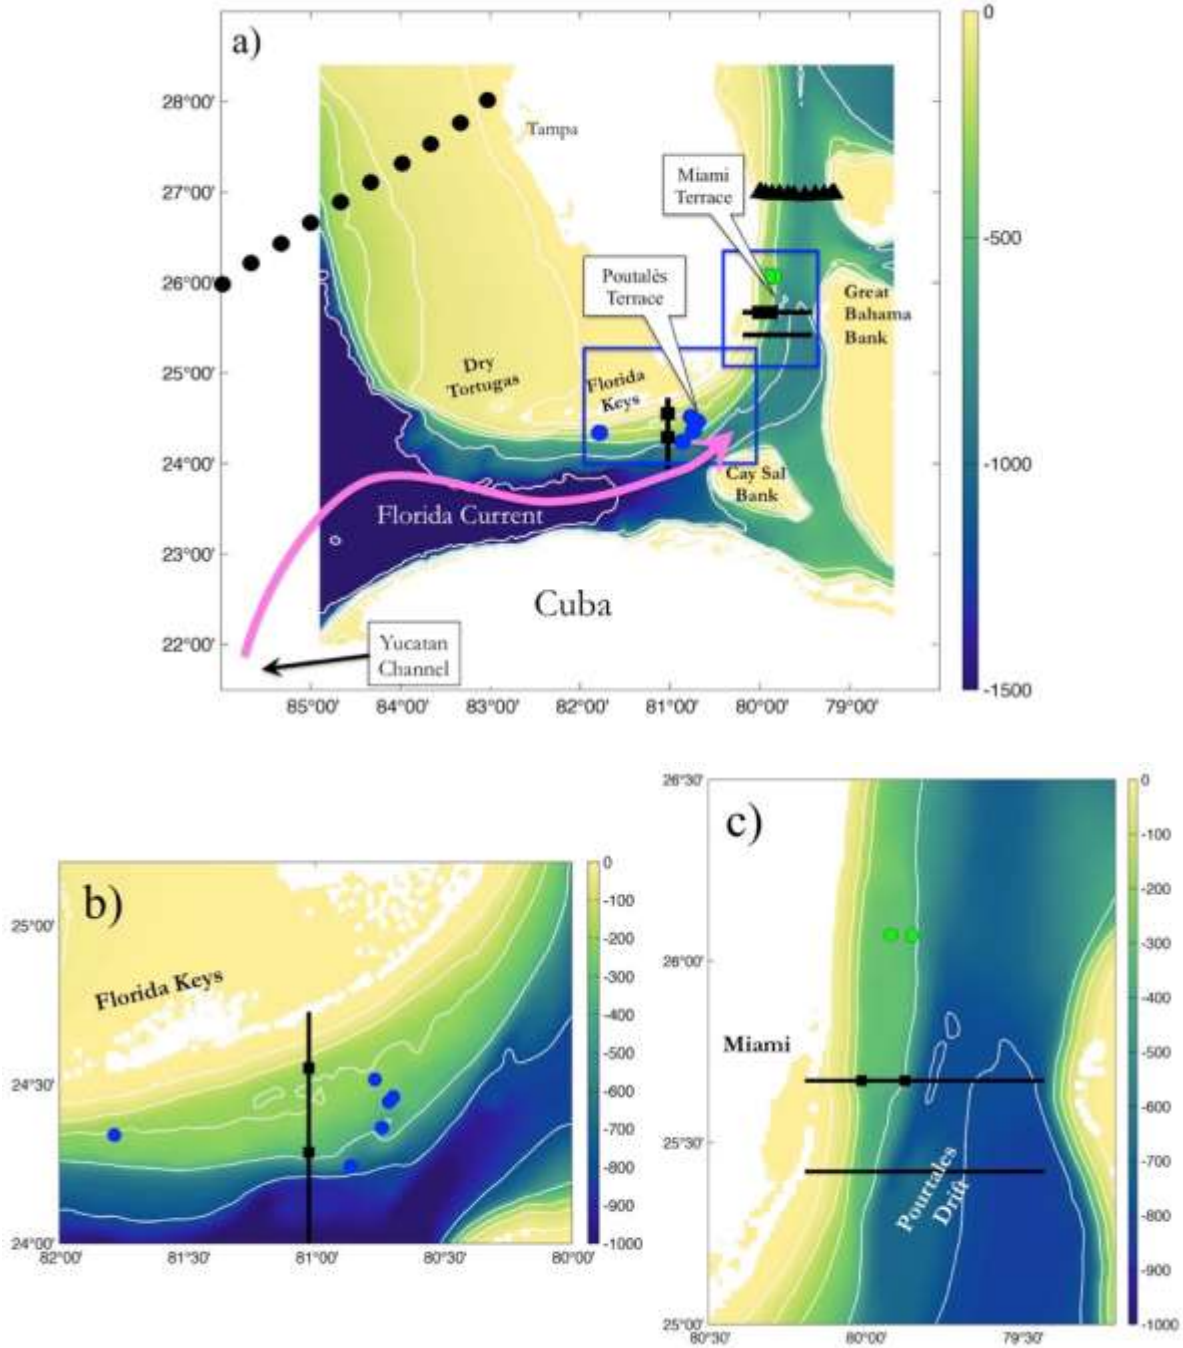 a)
28°00'
27°00'
26°00'
25°00'
24°00'
23°00'
22°00'
85°00'
84°00'
83°00'
82°00'
81°00'
80°00'
79°00'
0
-500
-1000
-1500
Tampa
Miami
Terrace
Poutalès
Terrace
Great
Bahama
Bank
Dry
Tortugas
Florida
Keys
Cay Sal
Bank
Florida Current
Cuba
Yucatan
Channel
b)
25°00'
24°30'
24°00'
82°00'
81°30'
81°00'
80°30'
80°00'
Florida Keys
0
-100
-200
-300
-400
-500
-600
-700
-800
-900
-1000
c)
26°30'
26°00'
25°30'
25°00'
80°30'
80°00'
79°30'
Miami
Pourtales
Drift
0
-100
-200
-300
-400
-500
-600
-700
-800
-900
-1000